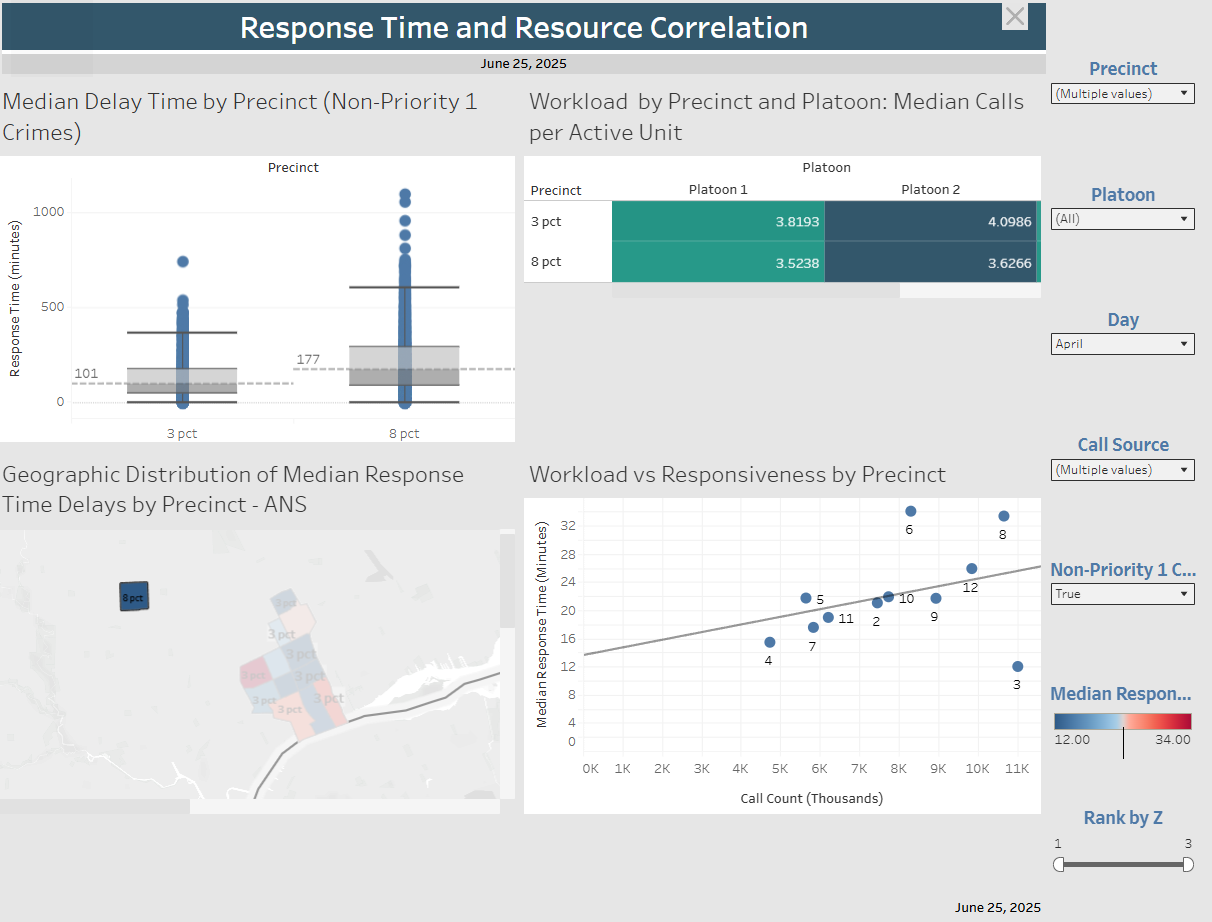 Response Time and Resource Correlation
June 25, 2025
Median Delay Time by Precinct (Non-Priority 1
Crimes)
Precinct
Response Time (minutes)
1000
500
0
101
177
3 pct
8 pct
Workload by Precinct and Platoon: Median Calls
per Active Unit
Platoon
Precinct
Platoon 1
Platoon 2
3 pct
3.8193
4.0986
8 pct
3.5238
3.6266
Geographic Distribution of Median Response
Time Delays by Precinct - ANS
8 pct
3 pct
3 pct
3 pct
3 pct
3 pct
3 pct
3 pct
3 pct
Workload vs Responsiveness by Precinct
Median Response Time (Minutes)
32
28
24
20
16
12
8
4
0
6
8
12
5
10
11
2
9
7
4
3
0K
1K
2K
3K
4K
5K
6K
7K
8K
9K
10K
11K
Call Count (Thousands)
Precinct
(Multiple values)
Platoon
(All)
Day
April
Call Source
(Multiple values)
Non-Priority 1 C...
True
Median Respon...
12.00
34.00
Rank by Z
1
3
June 25, 2025